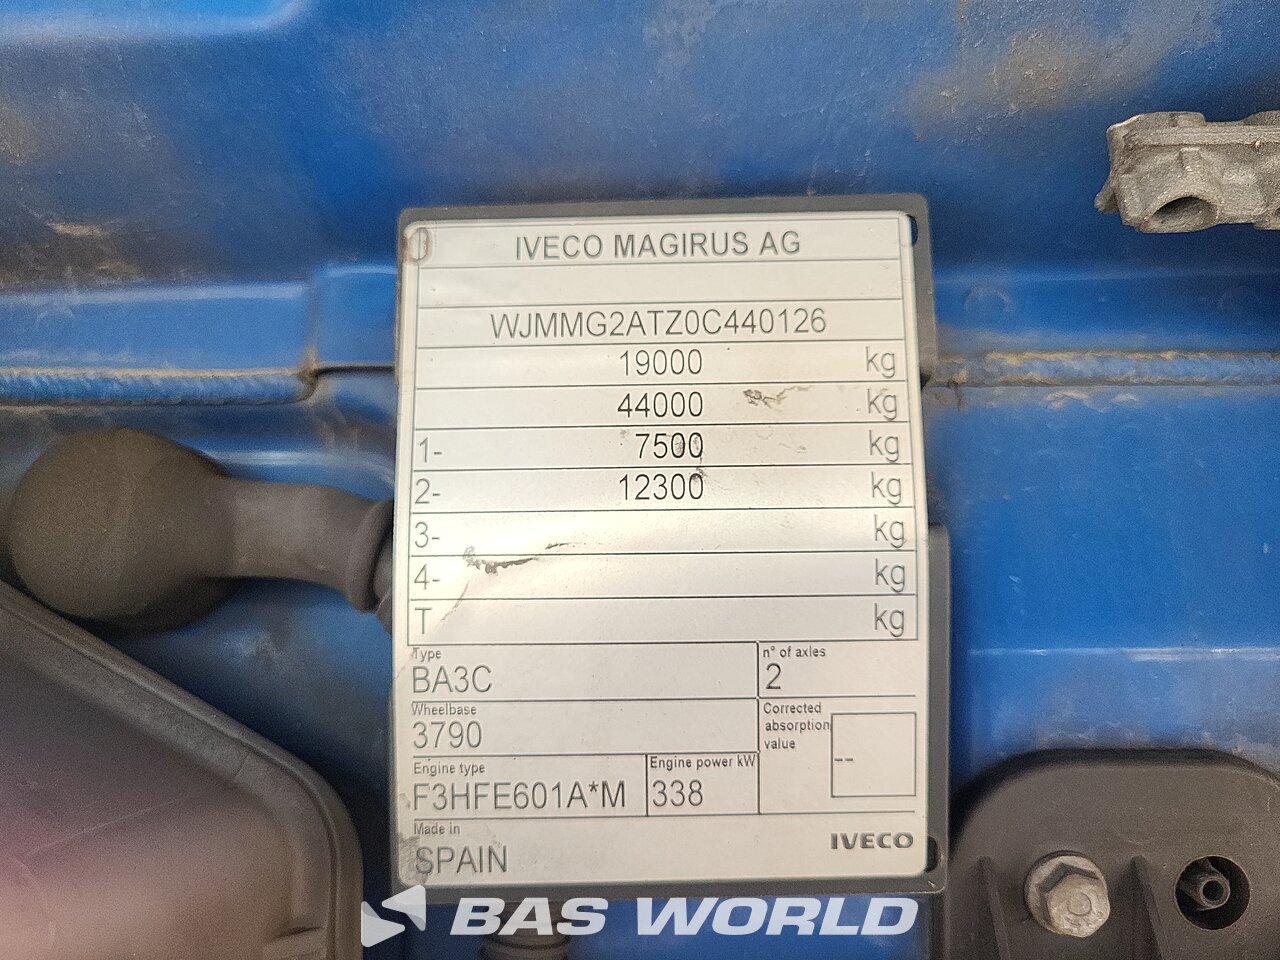 IVECO MAGIRUS AG
WJMMG2ATZ0C440126
19000 kg
44000 kg
1- 7500 kg
2- 12300 kg
3- kg
4- kg
T kg
Type
BA3C
n° of axles
2
Wheelbase
3790
Corrected
absorption
value
--
Engine type
F3HFE601A*M
Engine power kW
338
Made in
SPAIN
IVECO
BAS WORLD